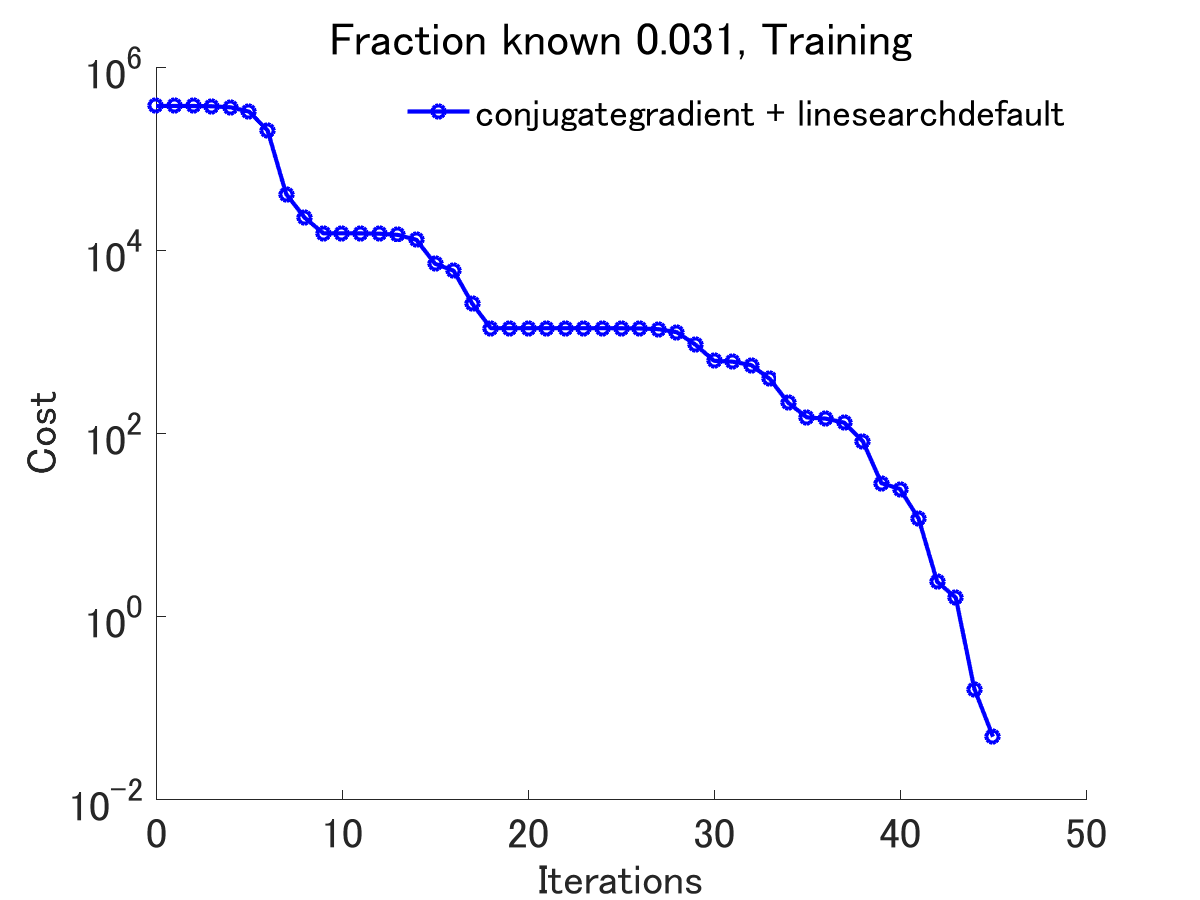 Fraction known 0.031, Training
conjugategradient + linesearchdefault
10^6
10^4
10^2
10^0
10^−2
Cost
0 10 20 30 40 50
Iterations